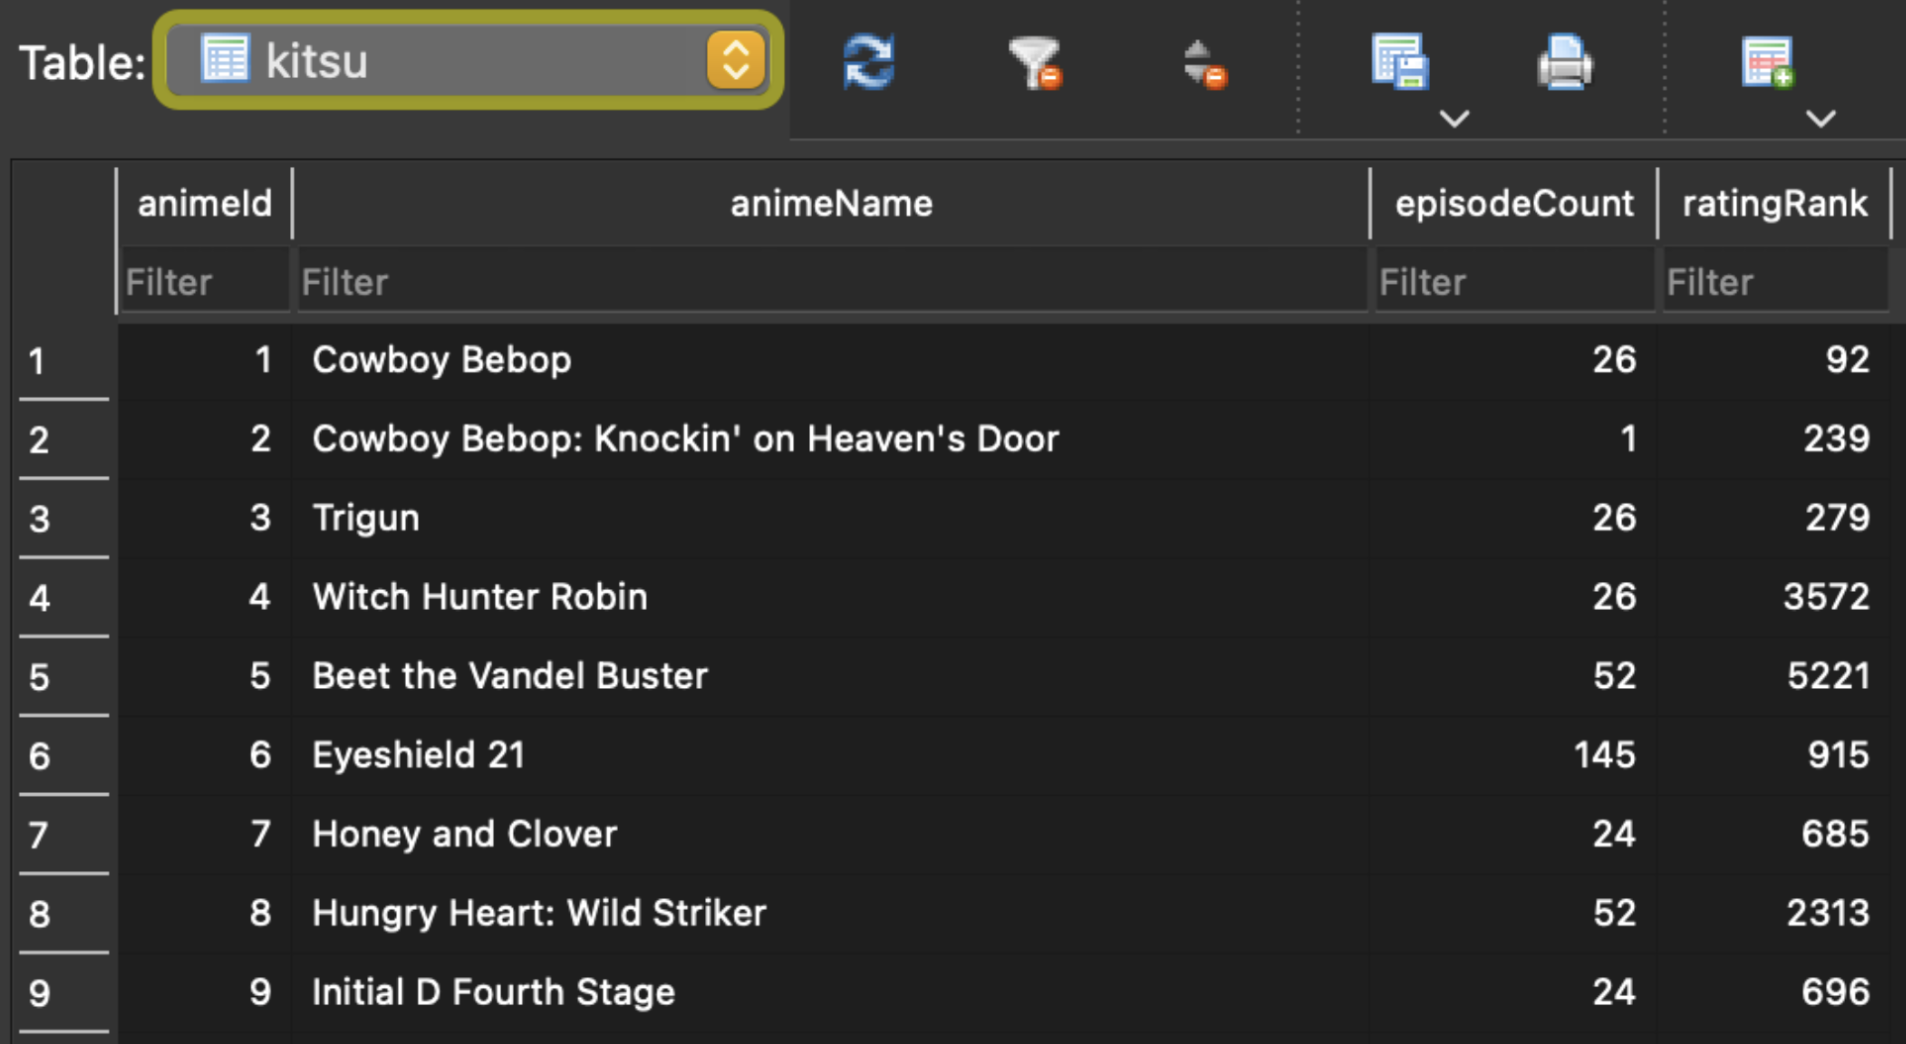 Table: kitsu
animeId animeName episodeCount ratingRank
Filter Filter Filter Filter
1 1 Cowboy Bebop 26 92
2 2 Cowboy Bebop: Knockin' on Heaven's Door 1 239
3 3 Trigun 26 279
4 4 Witch Hunter Robin 26 3572
5 5 Beet the Vandel Buster 52 5221
6 6 Eyeshield 21 145 915
7 7 Honey and Clover 24 685
8 8 Hungry Heart: Wild Striker 52 2313
9 9 Initial D Fourth Stage 24 696